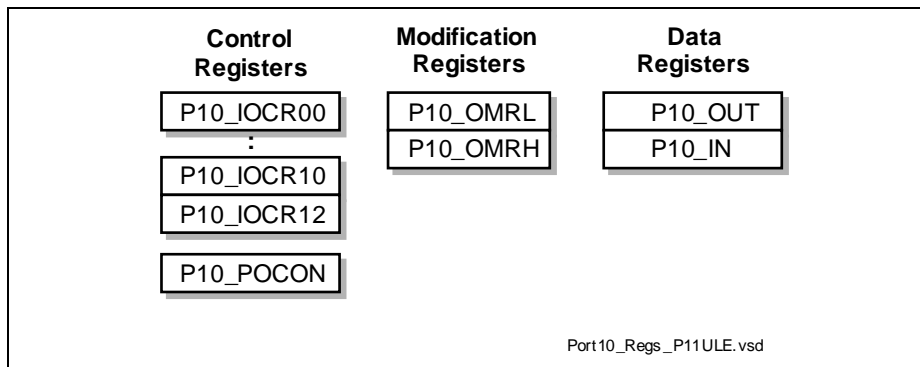 Control Registers
P10_IOCR00
:
P10_IOCR10
P10_IOCR12
P10_POCON
Modification Registers
P10_OMRL
P10_OMRH
Data Registers
P10_OUT
P10_IN
Port10_Regs_P11ULE.vsd